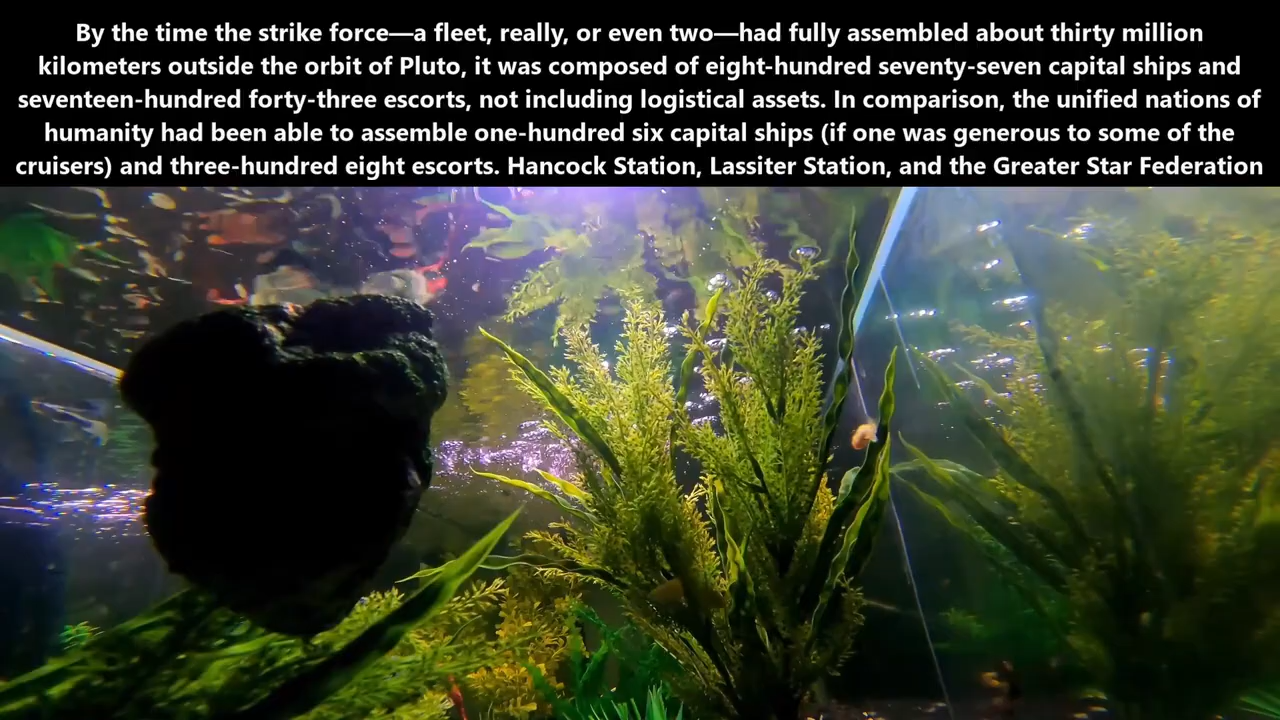 By the time the strike force—a fleet, really, or even two—had fully assembled about thirty million
kilometers outside the orbit of Pluto, it was composed of eight-hundred seventy-seven capital ships and
seventeen-hundred forty-three escorts, not including logistical assets. In comparison, the unified nations of
humanity had been able to assemble one-hundred six capital ships (if one was generous to some of the
cruisers) and three-hundred eight escorts. Hancock Station, Lassiter Station, and the Greater Star Federation